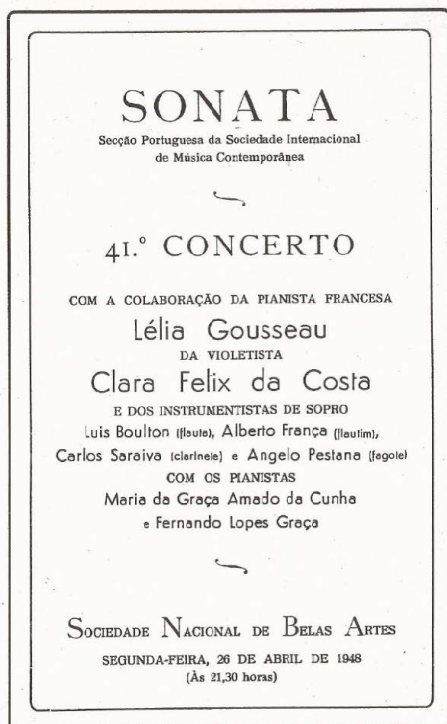 SONATA
Secção Portuguesa da Sociedade Internacional
de Música Contemporânea
41.º CONCERTO
COM A COLABORAÇÃO DA PIANISTA FRANCESA
Lélia Gousseau
DA VIOLETISTA
Clara Felix da Costa
E DOS INSTRUMENTISTAS DE SOPRO
Luis Boulton (flauta), Alberto França (flautim),
Carlos Saraiva (clarinete) e Angelo Pestana (fagote)
COM OS PIANISTAS
Maria da Graça Amado da Cunha
e Fernando Lopes Graça
SOCIEDADE NACIONAL DE BELAS ARTES
SEGUNDA-FEIRA, 26 DE ABRIL DE 1948
(Às 21,30 horas)